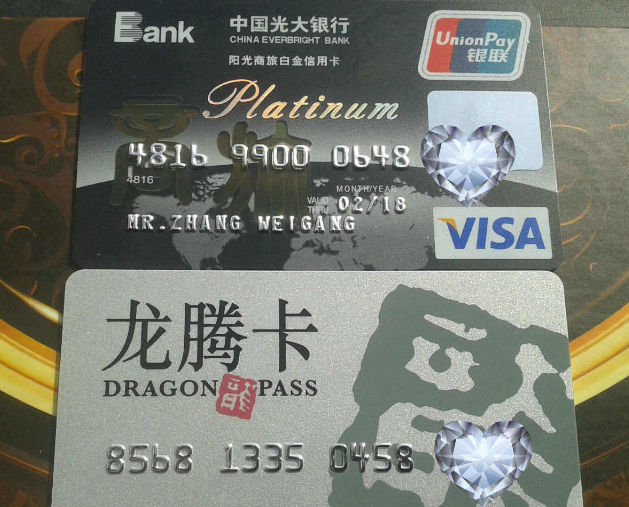 Bank
中国光大银行
CHINA EVERBRIGHT BANK
UnionPay
银联
阳光商旅白金信用卡
Platinum
商旅
4816 9900 0648
4816
MONTH/YEAR
VALID THRU 02/18
MR.ZHANG WEIGANG
VISA
龙腾卡
DRAGON PASS
8568 1335 0458